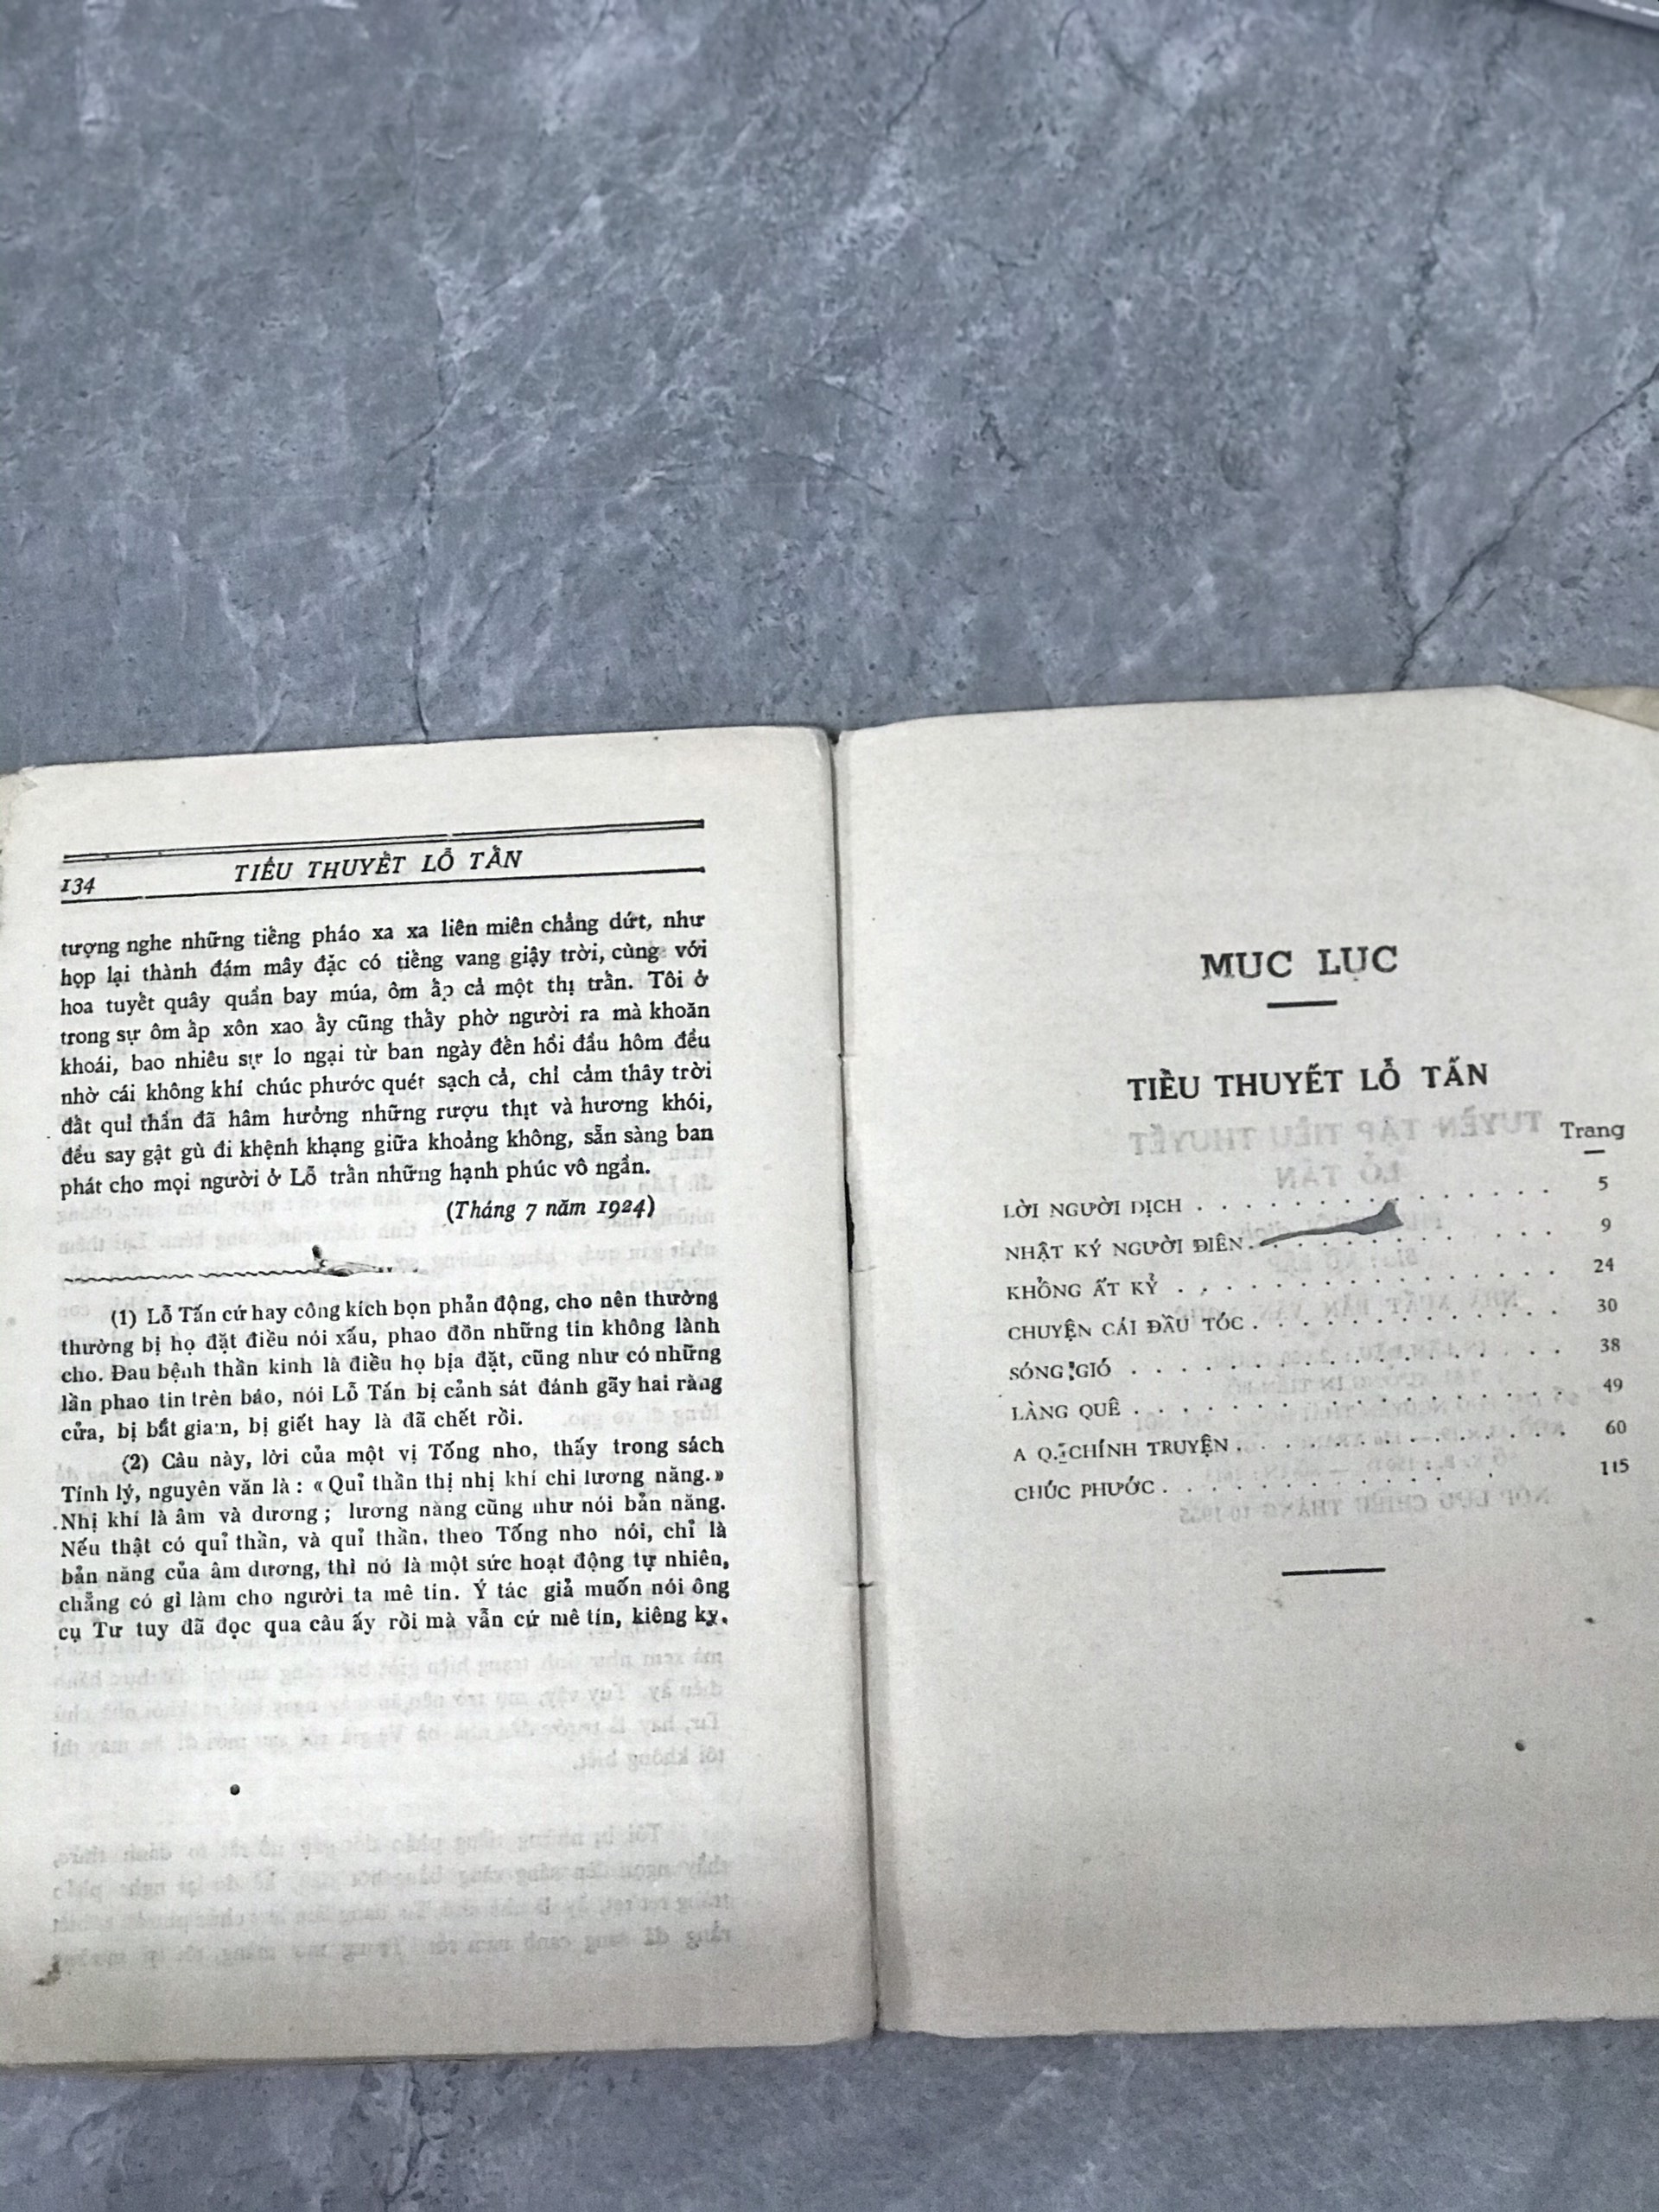 134
TIỂU THUYẾT LỖ TẤN
tượng nghe những tiếng pháo xa xa liên miên chẳng dứt, như
họp lại thành đám mây đặc có tiếng vang giậy trời, cùng với
hoa tuyết quây quần bay múa, ôm ấp cả một thị trấn. Tôi ở
trong sự ôm ấp xôn xao ấy cũng thấy phờ người ra mà khoăn
khoái, bao nhiêu sự lo ngại từ ban ngày đến hồi đầu hôm đều
nhờ cái không khí chúc phước quét sạch cả, chỉ cảm thấy trời
đất quỉ thần đã hâm hưởng những rượu thịt và hương khói,
đều say gật gù đi khệnh khạng giữa khoảng không, sẵn sàng ban
phát cho mọi người ở Lỗ trấn những hạnh phúc vô ngần.
(Tháng 7 năm 1924)
(1) Lỗ Tấn cứ hay công kích bọn phản động, cho nên thường
thường bị họ đặt điều nói xấu, phao đồn những tin không lành
cho. Đau bệnh thần kinh là điều họ bịa đặt, cũng như có những
lần phao tin trên báo, nói Lỗ Tấn bị cảnh sát đánh gãy hai răng
cửa, bị bắt giam, bị giết hay là đã chết rồi.
(2) Câu này, lời của một vị Tống nho, thấy trong sách
Tính lý, nguyên văn là : « Quỉ thần thị nhị khí chi lương năng.»
Nhị khí là âm và dương ; lương năng cũng như nói bản năng.
Nếu thật có quỉ thần, và quỉ thần, theo Tống nho nói, chỉ là
bản năng của âm dương, thì nó là một sức hoạt động tự nhiên,
chẳng có gì làm cho người ta mê tín. Ý tác giả muốn nói ông
cụ Tư tuy đã đọc qua câu ấy rồi mà vẫn cứ mê tín, kiêng kỵ.
MỤC LỤC
TIỀU THUYẾT LỖ TẤN
Trang
LỜI NGƯỜI DỊCH . . . . . . . . . . . . . . . 5
NHẬT KÝ NGƯỜI ĐIÊN . . . . . . . . . . . . . 9
KHỔNG ẤT KỶ . . . . . . . . . . . . . . . . 24
CHUYỆN CÁI ĐẦU TÓC . . . . . . . . . . . . . 30
SÓNG GIÓ . . . . . . . . . . . . . . . . . 38
LÀNG QUÊ . . . . . . . . . . . . . . . . . 49
A Q. CHÍNH TRUYỆN . . . . . . . . . . . . . 60
CHÚC PHƯỚC . . . . . . . . . . . . . . . . 115